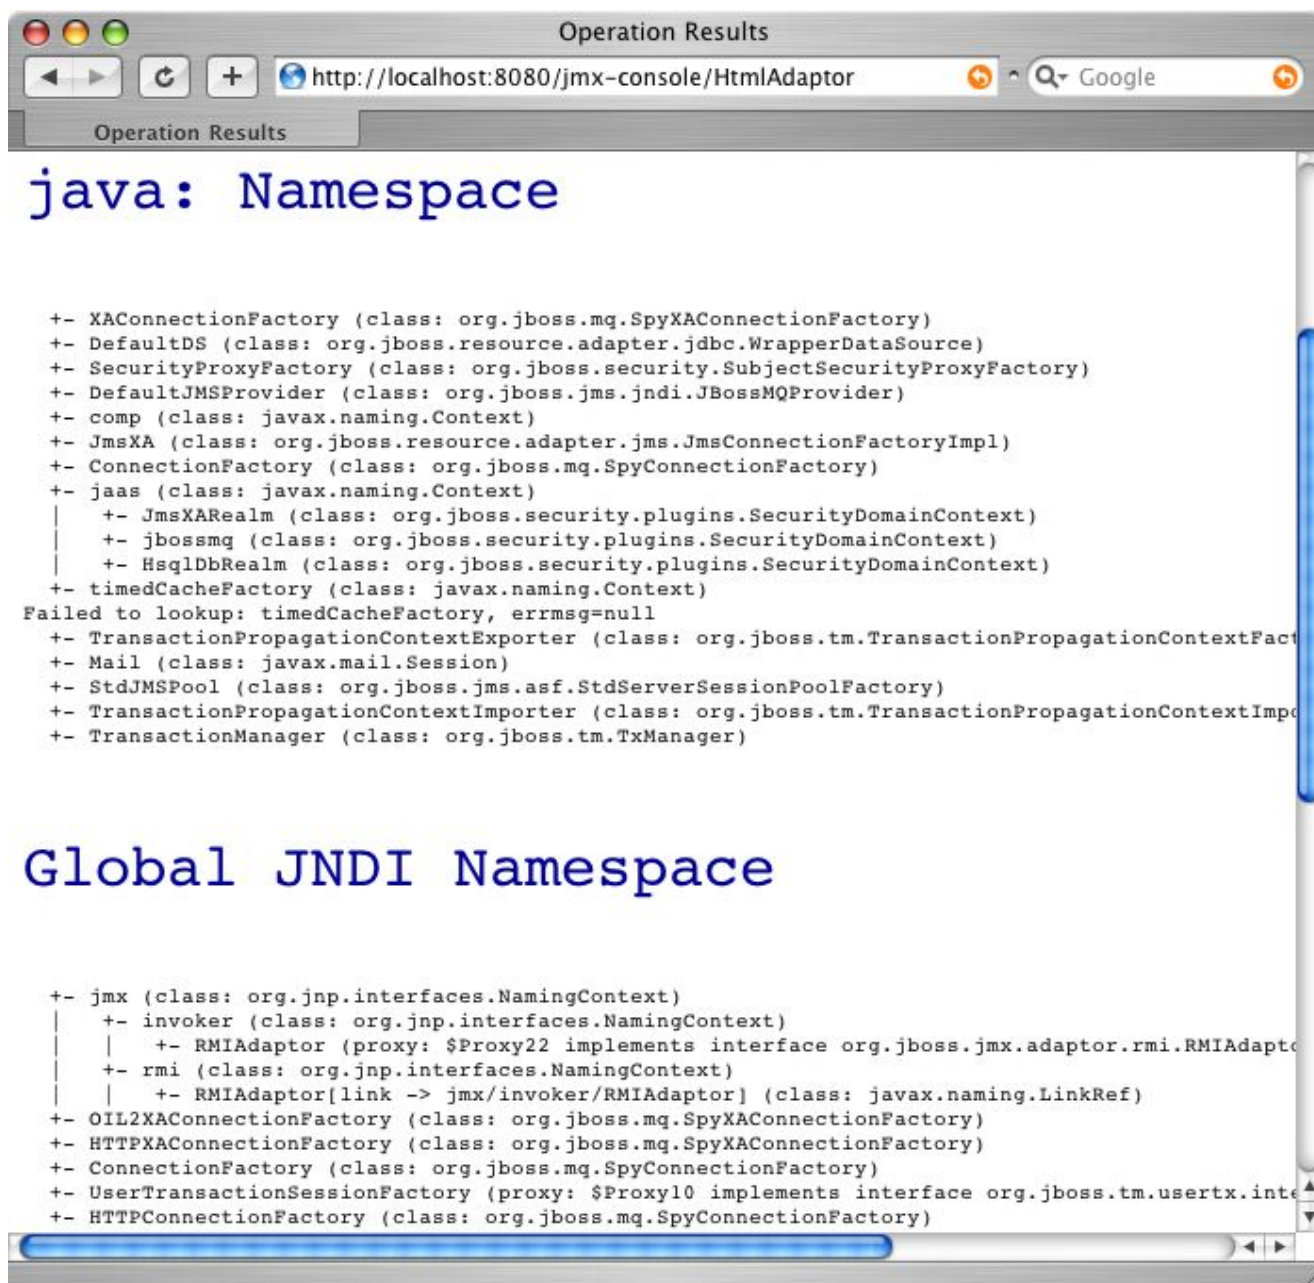 Operation Results
http://localhost:8080/jmx-console/HtmlAdaptor
Google
Operation Results
java: Namespace
+- XAConnectionFactory (class: org.jboss.mq.SpyXAConnectionFactory)
+- DefaultDS (class: org.jboss.resource.adapter.jdbc.WrapperDataSource)
+- SecurityProxyFactory (class: org.jboss.security.SubjectSecurityProxyFactory)
+- DefaultJMSProvider (class: org.jboss.jms.jndi.JBossMQProvider)
+- comp (class: javax.naming.Context)
+- JmsXA (class: org.jboss.resource.adapter.jms.JmsConnectionFactoryImpl)
+- ConnectionFactory (class: org.jboss.mq.SpyConnectionFactory)
+- jaas (class: javax.naming.Context)
|   +- JmsXARealm (class: org.jboss.security.plugins.SecurityDomainContext)
|   +- jbossmq (class: org.jboss.security.plugins.SecurityDomainContext)
|   +- HsqlDbRealm (class: org.jboss.security.plugins.SecurityDomainContext)
+- timedCacheFactory (class: javax.naming.Context)
Failed to lookup: timedCacheFactory, errmsg=null
+- TransactionPropagationContextExporter (class: org.jboss.tm.TransactionPropagationContextFact
+- Mail (class: javax.mail.Session)
+- StdJMSPool (class: org.jboss.jms.asf.StdServerSessionPoolFactory)
+- TransactionPropagationContextImporter (class: org.jboss.tm.TransactionPropagationContextImpo
+- TransactionManager (class: org.jboss.tm.TxManager)
Global JNDI Namespace
+- jmx (class: org.jnp.interfaces.NamingContext)
|   +- invoker (class: org.jnp.interfaces.NamingContext)
|   |   +- RMIAdaptor (proxy: $Proxy22 implements interface org.jboss.jmx.adaptor.rmi.RMIAdapto
|   +- rmi (class: org.jnp.interfaces.NamingContext)
|   |   +- RMIAdaptor[link -> jmx/invoker/RMIAdaptor] (class: javax.naming.LinkRef)
+- OIL2XAConnectionFactory (class: org.jboss.mq.SpyXAConnectionFactory)
+- HTTPXAConnectionFactory (class: org.jboss.mq.SpyXAConnectionFactory)
+- ConnectionFactory (class: org.jboss.mq.SpyConnectionFactory)
+- UserTransactionSessionFactory (proxy: $Proxy10 implements interface org.jboss.tm.usertx.inte
+- HTTPConnectionFactory (class: org.jboss.mq.SpyConnectionFactory)